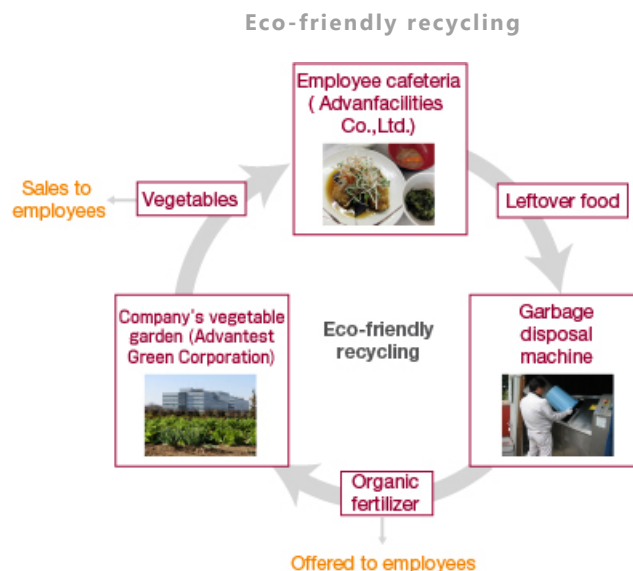 Eco-friendly recycling
Employee cafeteria
( Advanfacilities
Co.,Ltd.)
Sales to
employees
Vegetables
Leftover food
Company's vegetable
garden (Advantest
Green Corporation)
Eco-friendly
recycling
Garbage
disposal
machine
Organic
fertilizer
Offered to employees